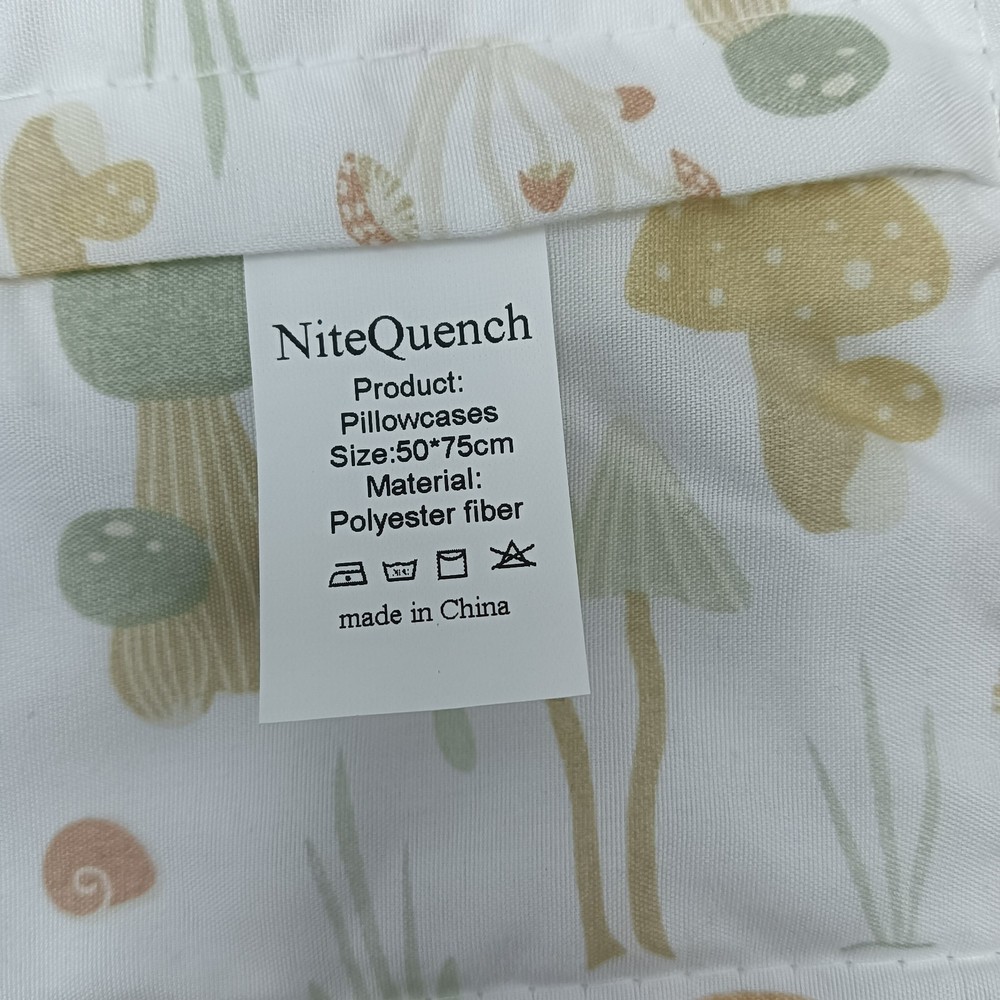 NiteQuench
Product:
Pillowcases
Size:50*75cm
Material:
Polyester fiber
made in China